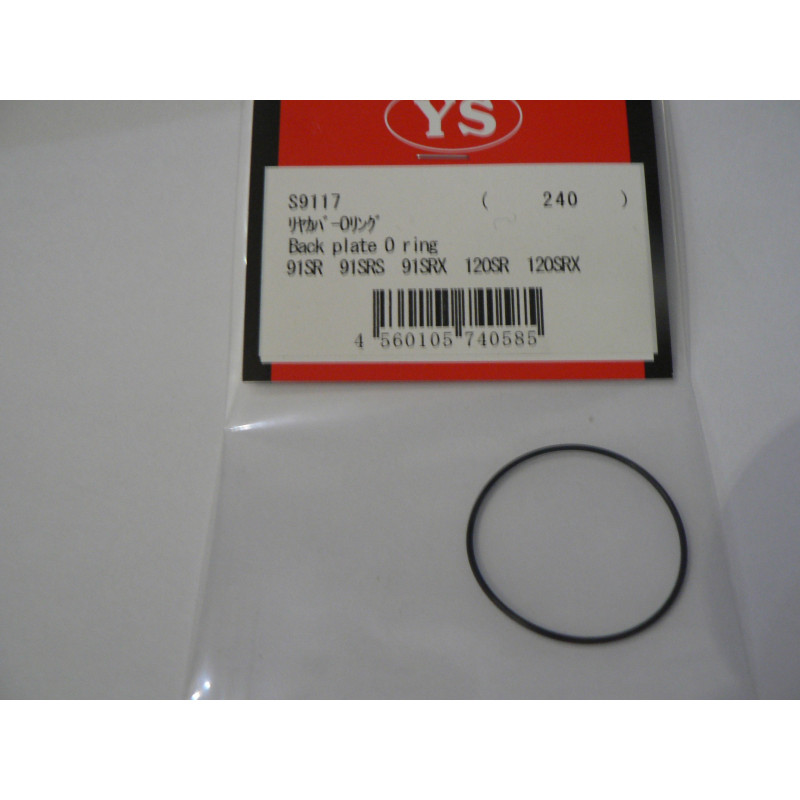 YS
S9117 ( 240 )
ﾘﾔｶﾊﾞｰOﾘﾝｸﾞ
Back plate O ring
91SR 91SRS 91SRX 120SR 120SRX
4 560105 740585